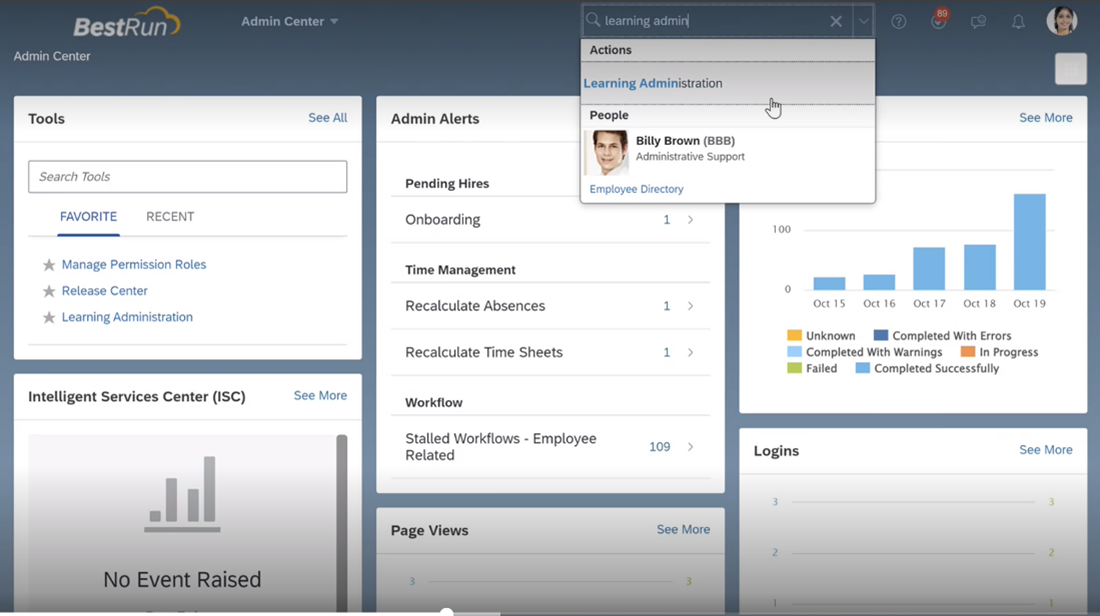 BestRun
Admin Center
learning admin
89
Admin Center
Actions
Learning Administration
People
Billy Brown (BBB)
Administrative Support
Employee Directory
Tools
See All
Search Tools
FAVORITE
RECENT
Manage Permission Roles
Release Center
Learning Administration
Intelligent Services Center (ISC)
See More
No Event Raised
Admin Alerts
Pending Hires
Onboarding 1
Time Management
Recalculate Absences 1
Recalculate Time Sheets 1
Workflow
Stalled Workflows - Employee 109
Related
Page Views
See More
3 3
See More
100
0
Oct 15 Oct 16 Oct 17 Oct 18 Oct 19
Unknown Completed With Errors
Completed With Warnings In Progress
Failed Completed Successfully
Logins
See More
3 3
2 2
1 1